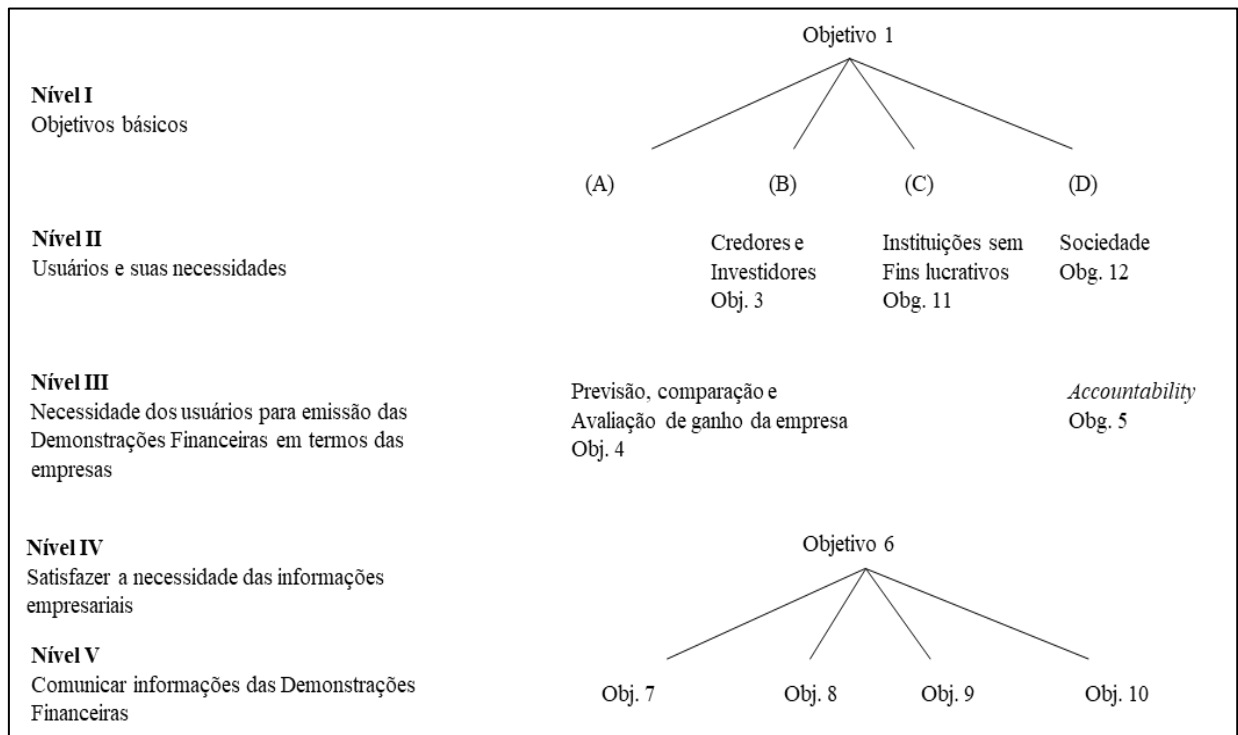 Objetivo 1
Nível I
Objetivos básicos
(A) (B) (C) (D)
Nível II
Usuários e suas necessidades
Credores e
Investidores
Obj. 3
Instituições sem
Fins lucrativos
Obg. 11
Sociedade
Obg. 12
Nível III
Necessidade dos usuários para emissão das
Demonstrações Financeiras em termos das
empresas
Previsão, comparação e
Avaliação de ganho da empresa
Obj. 4
Accountability
Obg. 5
Nível IV
Satisfazer a necessidade das informações
empresariais
Objetivo 6
Nível V
Comunicar informações das Demonstrações
Financeiras
Obj. 7 Obj. 8 Obj. 9 Obj. 10